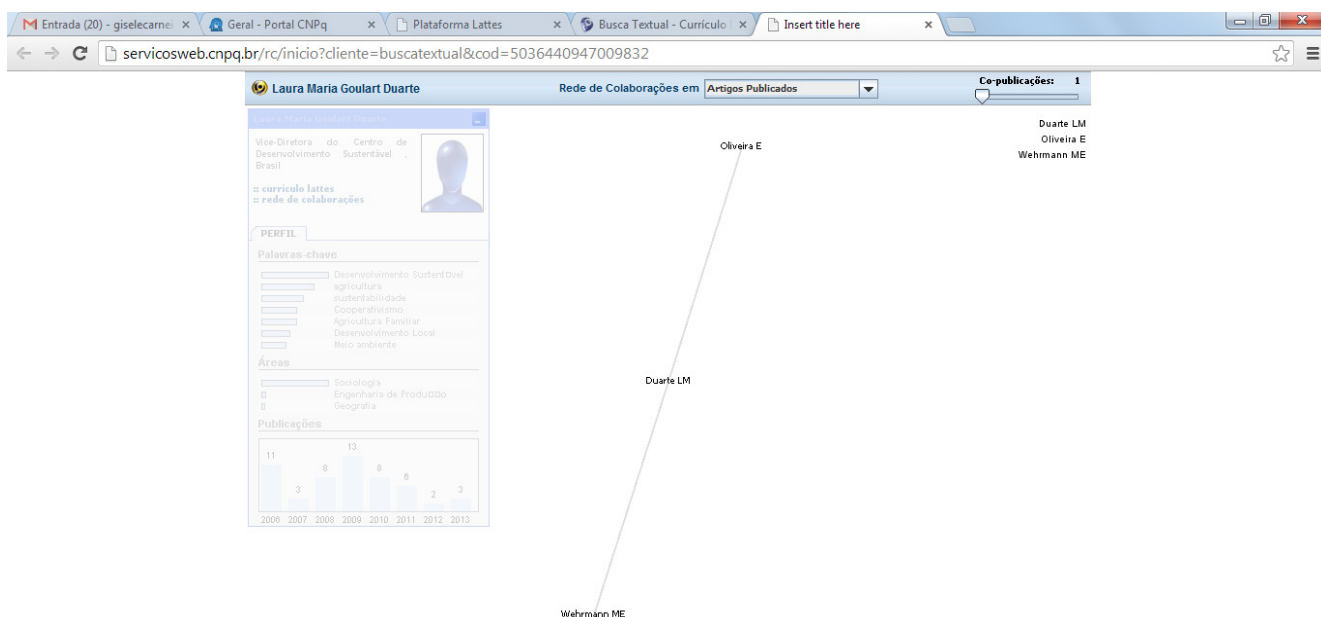 Entrada (20) - giselecarnei
Geral - Portal CNPq
Plataforma Lattes
Busca Textual - Currículo
Insert title here
servicosweb.cnpq.br/rc/inicio?cliente=buscatextual&cod=5036440947009832
Laura Maria Goulart Duarte
Rede de Colaborações em
Artigos Publicados
Co-publicações: 1
Laura Maria Goulart Duarte
Vice-Diretora do Centro de
Desenvolvimento Sustentável ,
Brasil
:: currículo lattes
:: rede de colaborações
PERFIL
Palavras-chave
Desenvolvimento Sustent□vel
agricultura
sustentabilidade
Cooperativismo
Agricultura Familiar
Desenvolvimento Local
Meio ambiente
Áreas
Sociologia
Engenharia de Produ□□o
Geografia
Publicações
11 3 8 13 8 6 2 3
2006 2007 2008 2009 2010 2011 2012 2013
Oliveira E
Duarte LM
Wehrmann ME
Duarte LM
Oliveira E
Wehrmann ME